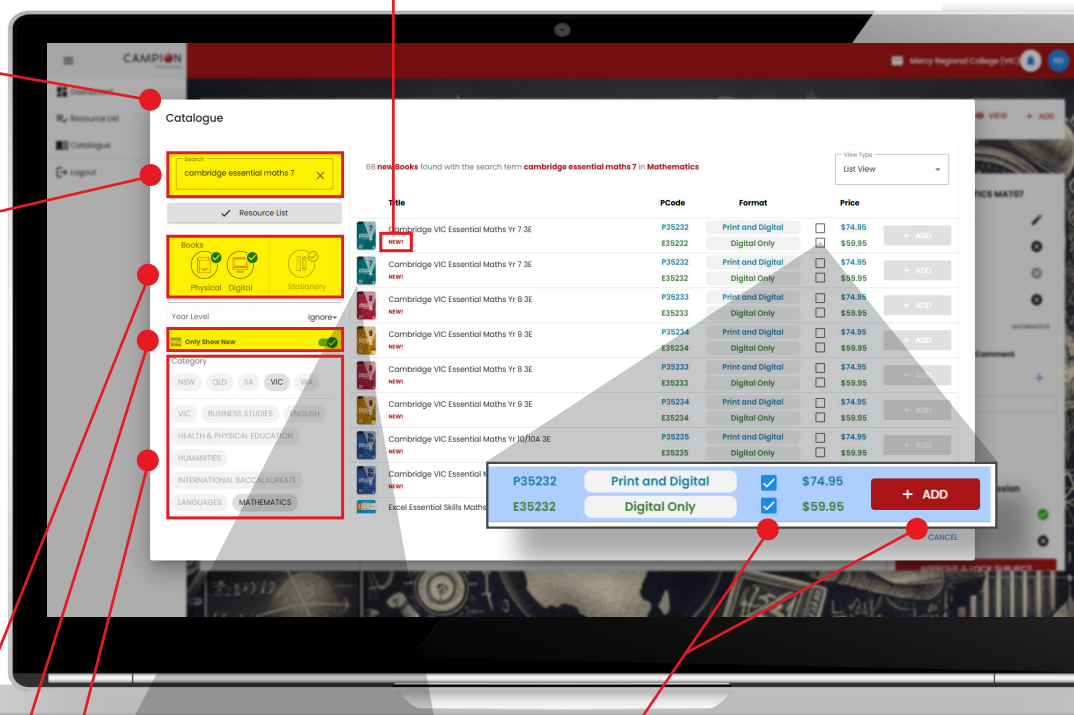 CAMPION
Mercy Regional College (VIC)
RD
Dashboard
Resource List
Catalogue
Logout
VIEW + ADD
Catalogue
Search
cambridge essential maths 7
Resource List
Books
Physical Digital Stationery
Year Level Ignore
NEW Only Show New
Category
NSW QLD SA VIC WA
VIC BUSINESS STUDIES ENGLISH
HEALTH & PHYSICAL EDUCATION
HUMANITIES
INTERNATIONAL BACCALAUREATE
LANGUAGES MATHEMATICS
68 new Books found with the search term cambridge essential maths 7 in Mathematics
View Type
List View
Title PCode Format Price
Cambridge VIC Essential Maths Yr 7 3E P35232 Print and Digital $74.95
NEW! E35232 Digital Only $59.95 + ADD
Cambridge VIC Essential Maths Yr 7 3E P35232 Print and Digital $74.95
NEW! E35232 Digital Only $59.95 + ADD
Cambridge VIC Essential Maths Yr 8 3E P35233 Print and Digital $74.95
NEW! E35233 Digital Only $59.95 + ADD
Cambridge VIC Essential Maths Yr 9 3E P35234 Print and Digital $74.95
NEW! E35234 Digital Only $59.95 + ADD
Cambridge VIC Essential Maths Yr 8 3E P35233 Print and Digital $74.95
NEW! E35233 Digital Only $59.95 + ADD
Cambridge VIC Essential Maths Yr 9 3E P35234 Print and Digital $74.95
NEW! E35234 Digital Only $59.95 + ADD
Cambridge VIC Essential Maths Yr 10/10A 3E P35235 Print and Digital $74.95
NEW! E35235 Digital Only $59.95 + ADD
Cambridge VIC Essential
NEW!
Excel Essential Skills Maths
P35232 Print and Digital $74.95
E35232 Digital Only $59.95
+ ADD
CANCEL
MAT07
MATHEMATICS
Comment
APPROVE & LOCK SUBJECT